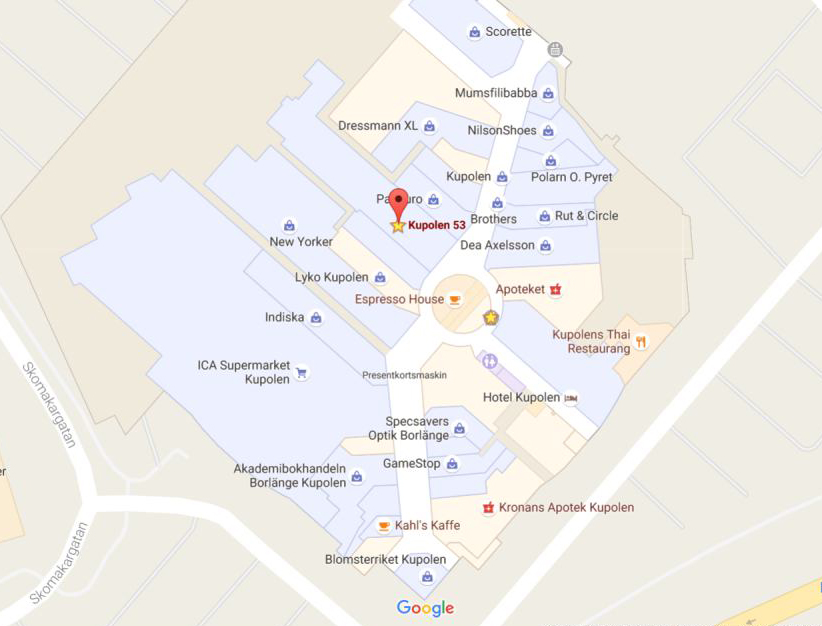 Scorette
Mumsfilibabba
Dressmann XL
NilsonShoes
Kupolen
Polarn O. Pyret
Brothers
Rut & Circle
Kupolen 53
New Yorker
Dea Axelsson
Lyko Kupolen
Espresso House
Apoteket
Indiska
Kupolens Thai
Restaurang
ICA Supermarket
Kupolen
Presentkortsmaskin
Hotel Kupolen
Skomakargatan
Specsavers
Optik Borlänge
GameStop
Akademibokhandeln
Borlänge Kupolen
Kronans Apotek Kupolen
Kahl's Kaffe
Skomakargatan
Blomsterriket Kupolen
Google